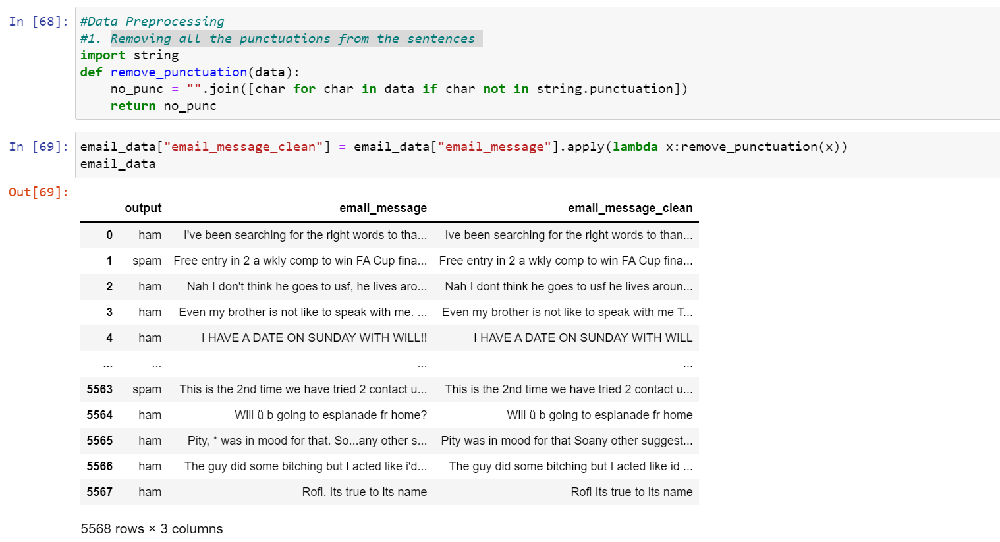 In [68]: #Data Preprocessing
#1. Removing all the punctuations from the sentences
import string
def remove_punctuation(data):
    no_punc = "".join([char for char in data if char not in string.punctuation])
    return no_punc
In [69]: email_data["email_message_clean"] = email_data["email_message"].apply(lambda x:remove_punctuation(x))
email_data
Out[69]:
output email_message email_message_clean
0 ham I've been searching for the right words to tha... Ive been searching for the right words to than...
1 spam Free entry in 2 a wkly comp to win FA Cup fina... Free entry in 2 a wkly comp to win FA Cup fina...
2 ham Nah I don't think he goes to usf, he lives aro... Nah I dont think he goes to usf he lives aroun...
3 ham Even my brother is not like to speak with me. ... Even my brother is not like to speak with me T...
4 ham I HAVE A DATE ON SUNDAY WITH WILL!! I HAVE A DATE ON SUNDAY WITH WILL
... ... ... ...
5563 spam This is the 2nd time we have tried 2 contact u... This is the 2nd time we have tried 2 contact u...
5564 ham Will ü b going to esplanade fr home? Will ü b going to esplanade fr home
5565 ham Pity, * was in mood for that. So...any other s... Pity was in mood for that Soany other suggest...
5566 ham The guy did some bitching but I acted like i'd... The guy did some bitching but I acted like id ...
5567 ham Rofl. Its true to its name Rofl Its true to its name
5568 rows × 3 columns